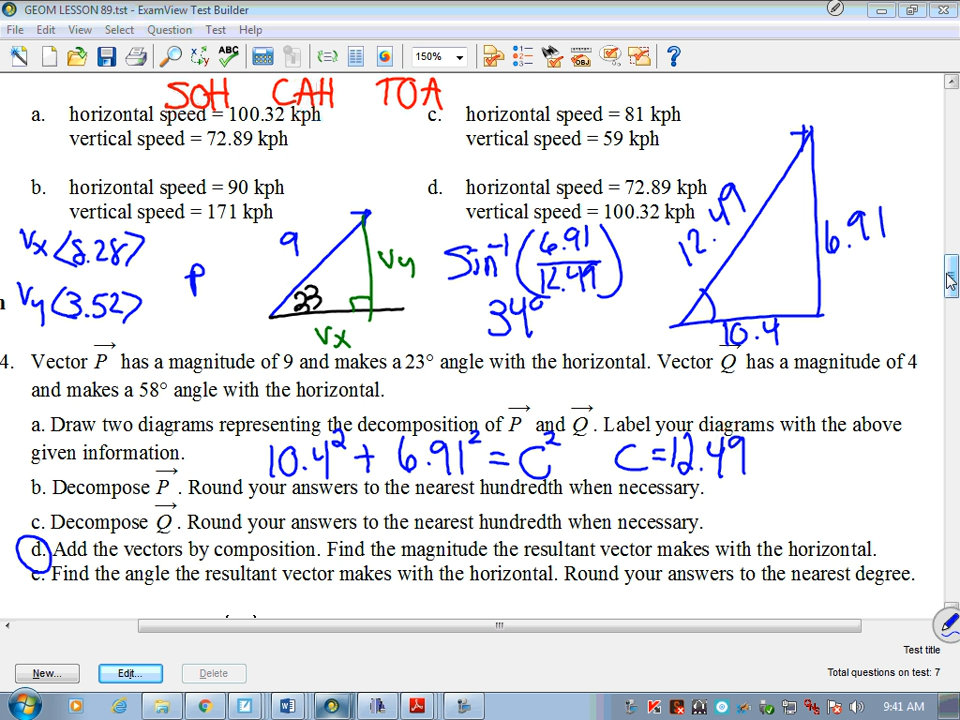 GEOM LESSON 89.tst - ExamView Test Builder
File Edit View Select Question Test Help
ABC 150% OBJ ?
SOH CAH TOA
a. horizontal speed = 100.32 kph
vertical speed = 72.89 kph
c. horizontal speed = 81 kph
vertical speed = 59 kph
b. horizontal speed = 90 kph
vertical speed = 171 kph
d. horizontal speed = 72.89 kph
vertical speed = 100.32 kph
Vx <8.28>
Vy <3.52>
P
9
23
Vy
Vx
Sin⁻¹ (6.91/12.49)
34°
12.49
6.91
10.4
n
4. Vector P has a magnitude of 9 and makes a 23° angle with the horizontal. Vector Q has a magnitude of 4
and makes a 58° angle with the horizontal.
a. Draw two diagrams representing the decomposition of P and Q. Label your diagrams with the above
given information.
10.4² + 6.91² = C² C = 12.49
b. Decompose P. Round your answers to the nearest hundredth when necessary.
c. Decompose Q. Round your answers to the nearest hundredth when necessary.
d. Add the vectors by composition. Find the magnitude the resultant vector makes with the horizontal.
e. Find the angle the resultant vector makes with the horizontal. Round your answers to the nearest degree.
Test title
New... Edit... Delete
Total questions on test: 7
9:41 AM